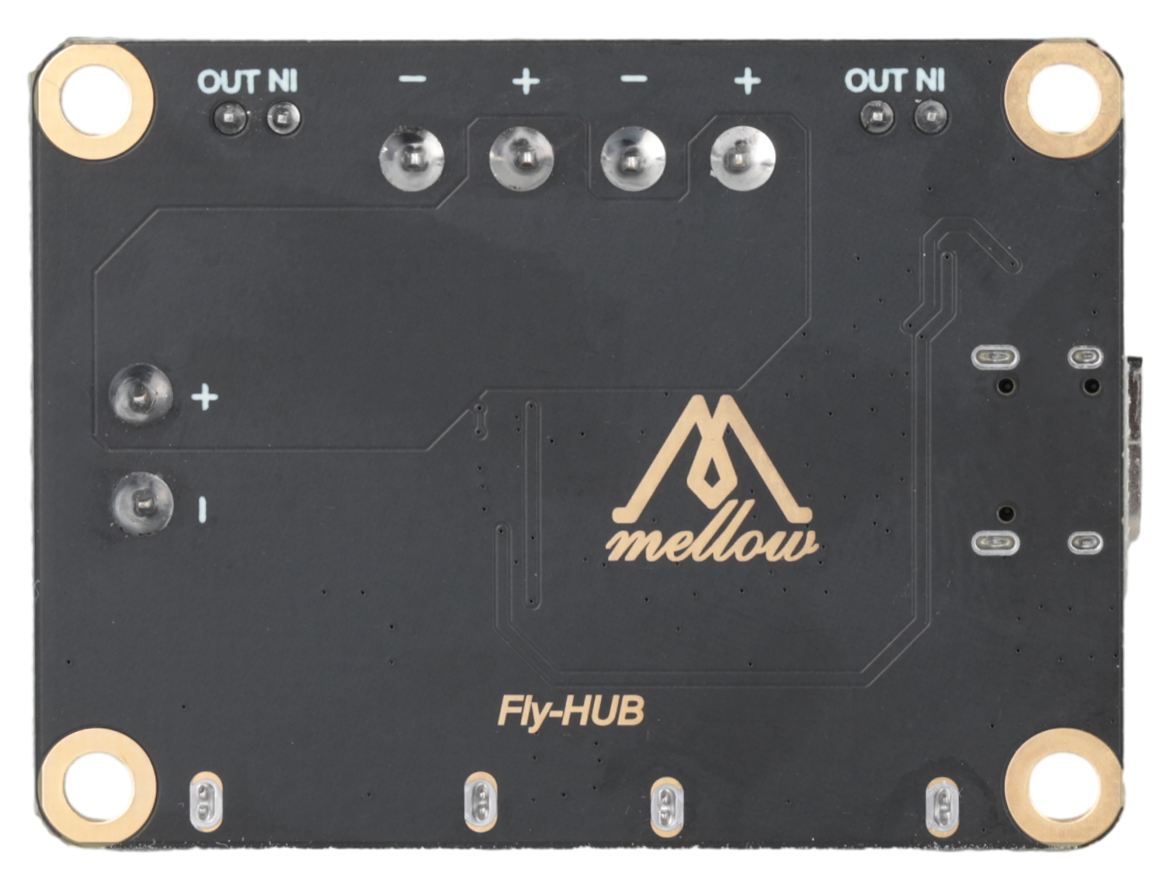 OUT NI - + - + OUT NI
+
-
mellow
Fly-HUB